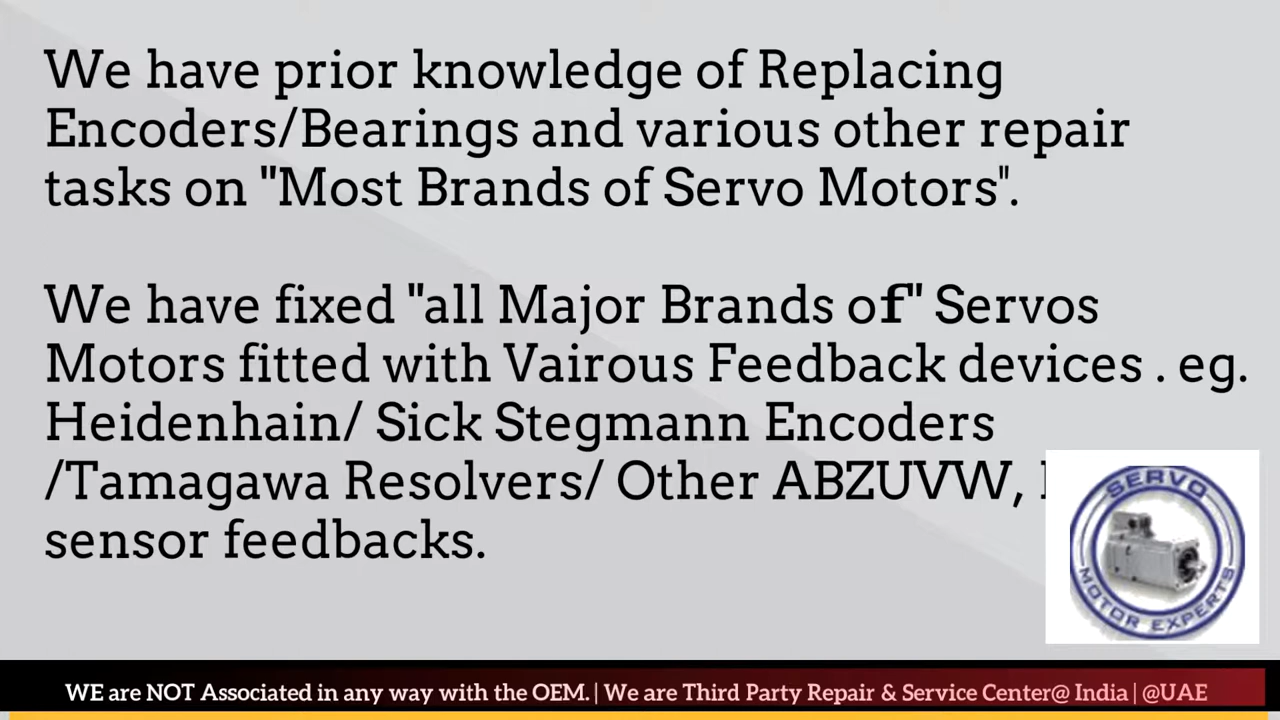 We have prior knowledge of Replacing
Encoders/Bearings and various other repair
tasks on "Most Brands of Servo Motors".
We have fixed "all Major Brands of" Servos
Motors fitted with Vairous Feedback devices . eg.
Heidenhain/ Sick Stegmann Encoders
/Tamagawa Resolvers/ Other ABZUVW,
sensor feedbacks.
SERVO
MOTOR EXPERTS
WE are NOT Associated in any way with the OEM. | We are Third Party Repair & Service Center@ India | @UAE